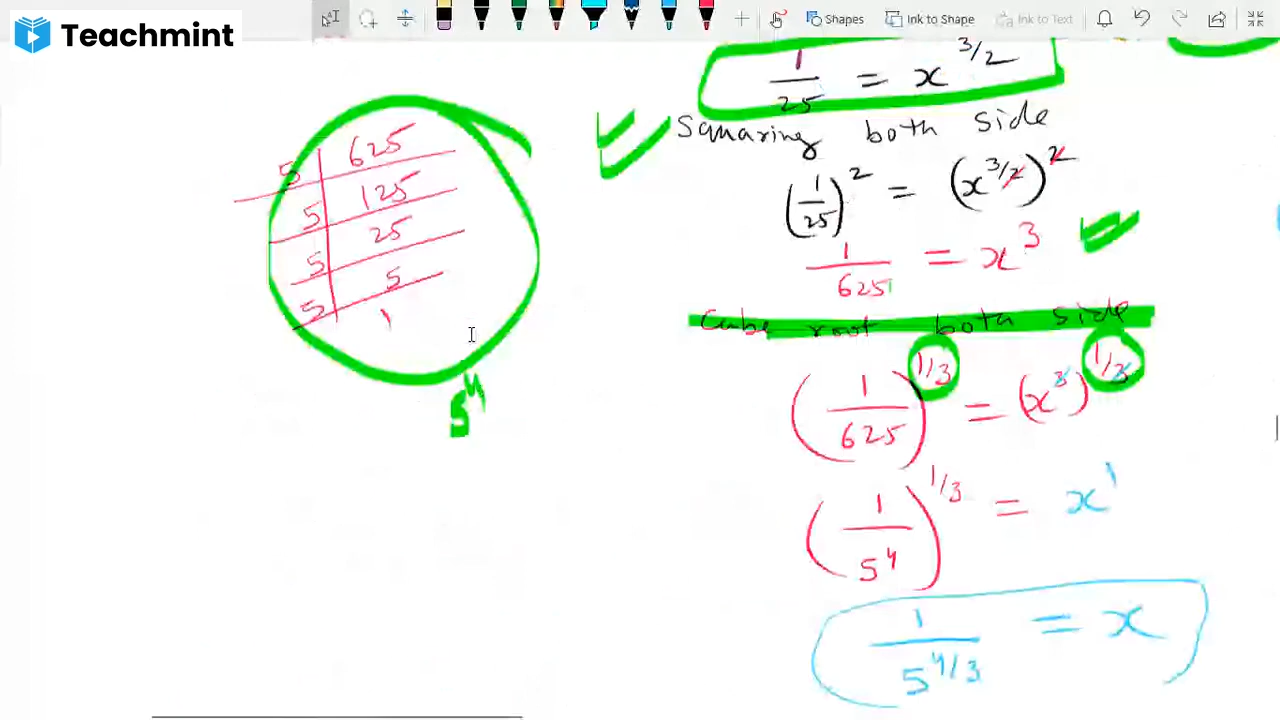 Teachmint
Shapes
Ink to Shape
Ink to Text
1/25 = x^3/2
Squaring both side
(1/25)^2 = (x^3/2)^2
1/625 = x^3
Cube root both side
(1/625)^1/3 = (x^3)^1/3
(1/5^4)^1/3 = x^1
1/5^4/3 = x
5 | 625
5 | 125
5 | 25
5 | 5
1
5^4